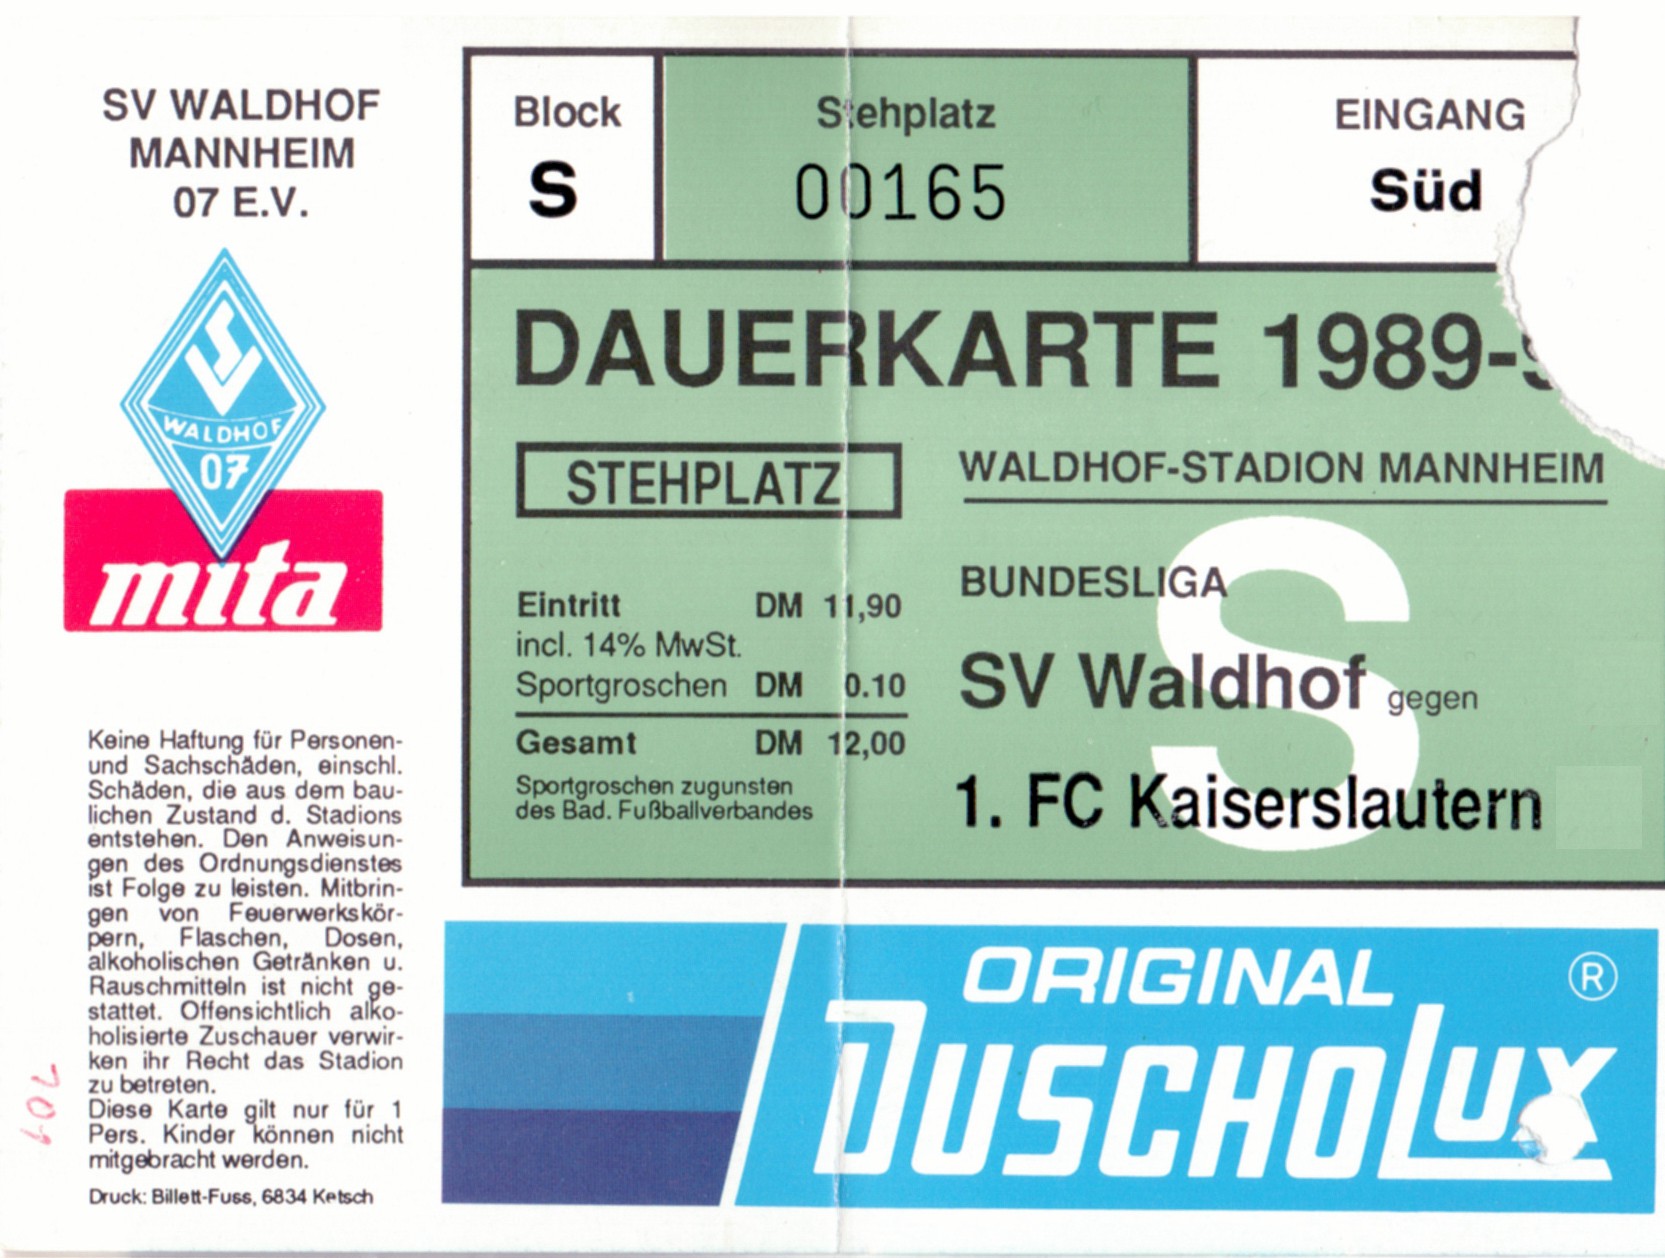 SV WALDHOF
MANNHEIM
07 E.V.
SV
WALDHOF
07
mita
Keine Haftung für Personen-
und Sachschäden, einschl.
Schäden, die aus dem bau-
lichen Zustand d. Stadions
entstehen. Den Anweisun-
gen des Ordnungsdienstes
ist Folge zu leisten. Mitbrin-
gen von Feuerwerkskör-
pern, Flaschen, Dosen,
alkoholischen Getränken u.
Rauschmitteln ist nicht ge-
stattet. Offensichtlich alko-
holisierte Zuschauer verwir-
ken ihr Recht das Stadion
zu betreten.
Diese Karte gilt nur für 1
Pers. Kinder können nicht
mitgebracht werden.
Druck: Billett-Fuss, 6834 Ketsch
Block
S
Stehplatz
00165
EINGANG
Süd
DAUERKARTE 1989-
STEHPLATZ
Eintritt DM 11,90
incl. 14% MwSt.
Sportgroschen DM 0.10
Gesamt DM 12,00
Sportgroschen zugunsten
des Bad. Fußballverbandes
WALDHOF-STADION MANNHEIM
S
BUNDESLIGA
SV Waldhof gegen
1. FC Kaiserslautern
ORIGINAL ®
DUSCHOLUX